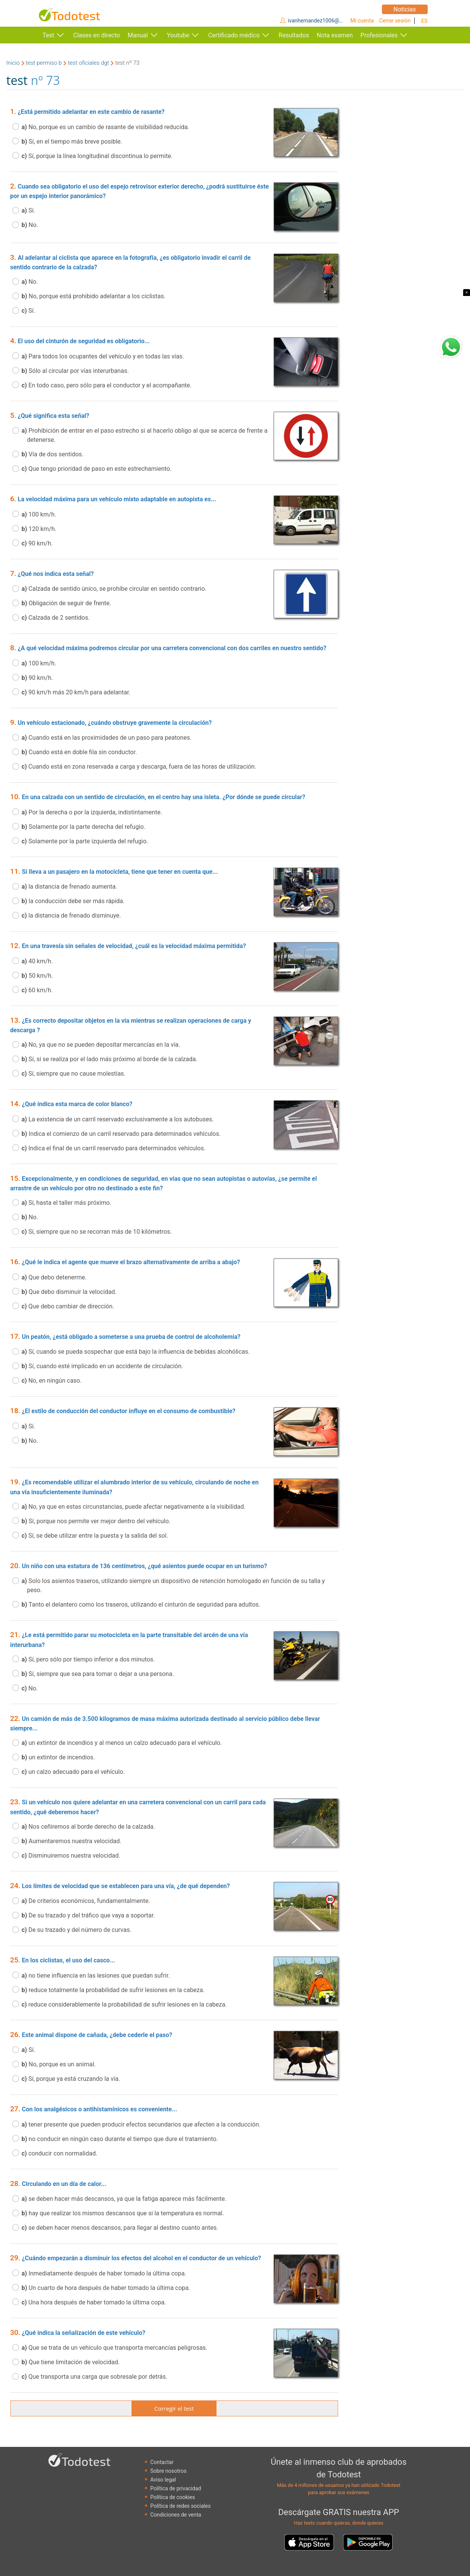 Todotest
Noticias
ivanhernandez1006@... Mi cuenta Cerrar sesión ES
Test Clases en directo Manual Youtube Certificado médico Resultados Nota examen Profesionales
Inicio test permiso b test oficiales dgt test nº 73
test nº 73
1. ¿Está permitido adelantar en este cambio de rasante?
a) No, porque es un cambio de rasante de visibilidad reducida.
b) Sí, en el tiempo más breve posible.
c) Sí, porque la línea longitudinal discontinua lo permite.
2. Cuando sea obligatorio el uso del espejo retrovisor exterior derecho, ¿podrá sustituirse éste
por un espejo interior panorámico?
a) Sí.
b) No.
3. Al adelantar al ciclista que aparece en la fotografía, ¿es obligatorio invadir el carril de
sentido contrario de la calzada?
a) No.
b) No, porque está prohibido adelantar a los ciclistas.
c) Sí.
4. El uso del cinturón de seguridad es obligatorio...
a) Para todos los ocupantes del vehículo y en todas las vías.
b) Sólo al circular por vías interurbanas.
c) En todo caso, pero sólo para el conductor y el acompañante.
5. ¿Qué significa esta señal?
a) Prohibición de entrar en el paso estrecho si al hacerlo obligo al que se acerca de frente a
detenerse.
b) Vía de dos sentidos.
c) Que tengo prioridad de paso en este estrechamiento.
6. La velocidad máxima para un vehículo mixto adaptable en autopista es...
a) 100 km/h.
b) 120 km/h.
c) 90 km/h.
7. ¿Qué nos indica esta señal?
a) Calzada de sentido único, se prohíbe circular en sentido contrario.
b) Obligación de seguir de frente.
c) Calzada de 2 sentidos.
8. ¿A qué velocidad máxima podremos circular por una carretera convencional con dos carriles en nuestro sentido?
a) 100 km/h.
b) 90 km/h.
c) 90 km/h más 20 km/h para adelantar.
9. Un vehículo estacionado, ¿cuándo obstruye gravemente la circulación?
a) Cuando está en las proximidades de un paso para peatones.
b) Cuando está en doble fila sin conductor.
c) Cuando está en zona reservada a carga y descarga, fuera de las horas de utilización.
10. En una calzada con un sentido de circulación, en el centro hay una isleta. ¿Por dónde se puede circular?
a) Por la derecha o por la izquierda, indistintamente.
b) Solamente por la parte derecha del refugio.
c) Solamente por la parte izquierda del refugio.
11. Si lleva a un pasajero en la motocicleta, tiene que tener en cuenta que...
a) la distancia de frenado aumenta.
b) la conducción debe ser más rápida.
c) la distancia de frenado disminuye.
12. En una travesía sin señales de velocidad, ¿cuál es la velocidad máxima permitida?
a) 40 km/h.
b) 50 km/h.
c) 60 km/h.
13. ¿Es correcto depositar objetos en la vía mientras se realizan operaciones de carga y
descarga ?
a) No, ya que no se pueden depositar mercancías en la vía.
b) Sí, si se realiza por el lado más próximo al borde de la calzada.
c) Sí, siempre que no cause molestias.
14. ¿Qué indica esta marca de color blanco?
a) La existencia de un carril reservado exclusivamente a los autobuses.
b) Indica el comienzo de un carril reservado para determinados vehículos.
c) Indica el final de un carril reservado para determinados vehículos.
15. Excepcionalmente, y en condiciones de seguridad, en vías que no sean autopistas o autovías, ¿se permite el
arrastre de un vehículo por otro no destinado a este fin?
a) Sí, hasta el taller más próximo.
b) No.
c) Sí, siempre que no se recorran más de 10 kilómetros.
16. ¿Qué le indica el agente que mueve el brazo alternativamente de arriba a abajo?
a) Que debo detenerme.
b) Que debo disminuir la velocidad.
c) Que debo cambiar de dirección.
17. Un peatón, ¿está obligado a someterse a una prueba de control de alcoholemia?
a) Sí, cuando se pueda sospechar que está bajo la influencia de bebidas alcohólicas.
b) Sí, cuando esté implicado en un accidente de circulación.
c) No, en ningún caso.
18. ¿El estilo de conducción del conductor influye en el consumo de combustible?
a) Sí.
b) No.
19. ¿Es recomendable utilizar el alumbrado interior de su vehículo, circulando de noche en
una vía insuficientemente iluminada?
a) No, ya que en estas circunstancias, puede afectar negativamente a la visibilidad.
b) Sí, porque nos permite ver mejor dentro del vehículo.
c) Sí, se debe utilizar entre la puesta y la salida del sol.
20. Un niño con una estatura de 136 centímetros, ¿qué asientos puede ocupar en un turismo?
a) Solo los asientos traseros, utilizando siempre un dispositivo de retención homologado en función de su talla y
peso.
b) Tanto el delantero como los traseros, utilizando el cinturón de seguridad para adultos.
21. ¿Le está permitido parar su motocicleta en la parte transitable del arcén de una vía
interurbana?
a) Sí, pero sólo por tiempo inferior a dos minutos.
b) Sí, siempre que sea para tomar o dejar a una persona.
c) No.
22. Un camión de más de 3.500 kilogramos de masa máxima autorizada destinado al servicio público debe llevar
siempre...
a) un extintor de incendios y al menos un calzo adecuado para el vehículo.
b) un extintor de incendios.
c) un calzo adecuado para el vehículo.
23. Si un vehículo nos quiere adelantar en una carretera convencional con un carril para cada
sentido, ¿qué deberemos hacer?
a) Nos ceñiremos al borde derecho de la calzada.
b) Aumentaremos nuestra velocidad.
c) Disminuiremos nuestra velocidad.
24. Los límites de velocidad que se establecen para una vía, ¿de qué dependen?
a) De criterios económicos, fundamentalmente.
b) De su trazado y del tráfico que vaya a soportar.
c) De su trazado y del número de curvas.
25. En los ciclistas, el uso del casco...
a) no tiene influencia en las lesiones que puedan sufrir.
b) reduce totalmente la probabilidad de sufrir lesiones en la cabeza.
c) reduce considerablemente la probabilidad de sufrir lesiones en la cabeza.
26. Este animal dispone de cañada, ¿debe cederle el paso?
a) Sí.
b) No, porque es un animal.
c) Sí, porque ya está cruzando la vía.
27. Con los analgésicos o antihistamínicos es conveniente...
a) tener presente que pueden producir efectos secundarios que afecten a la conducción.
b) no conducir en ningún caso durante el tiempo que dure el tratamiento.
c) conducir con normalidad.
28. Circulando en un día de calor...
a) se deben hacer más descansos, ya que la fatiga aparece más fácilmente.
b) hay que realizar los mismos descansos que si la temperatura es normal.
c) se deben hacer menos descansos, para llegar al destino cuanto antes.
29. ¿Cuándo empezarán a disminuir los efectos del alcohol en el conductor de un vehículo?
a) Inmediatamente después de haber tomado la última copa.
b) Un cuarto de hora después de haber tomado la última copa.
c) Una hora después de haber tomado la última copa.
30. ¿Qué indica la señalización de este vehículo?
a) Que se trata de un vehículo que transporta mercancías peligrosas.
b) Que tiene limitación de velocidad.
c) Que transporta una carga que sobresale por detrás.
Corregir el test
Todotest
Contactar
Sobre nosotros
Aviso legal
Política de privacidad
Política de cookies
Política de redes sociales
Condiciones de venta
Únete al inmenso club de aprobados
de Todotest
Más de 4 millones de usuarios ya han utilizado Todotest
para aprobar sus exámenes
Descárgate GRATIS nuestra APP
Haz tests cuando quieras, donde quieras
Descárgalo en el
App Store
DISPONIBLE EN
Google Play